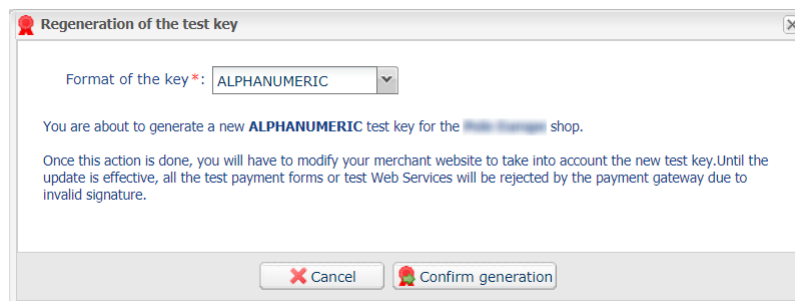 Regeneration of the test key
Format of the key*: ALPHANUMERIC
You are about to generate a new ALPHANUMERIC test key for the shop.
Once this action is done, you will have to modify your merchant website to take into account the new test key.Until the
update is effective, all the test payment forms or test Web Services will be rejected by the payment gateway due to
invalid signature.
Cancel Confirm generation